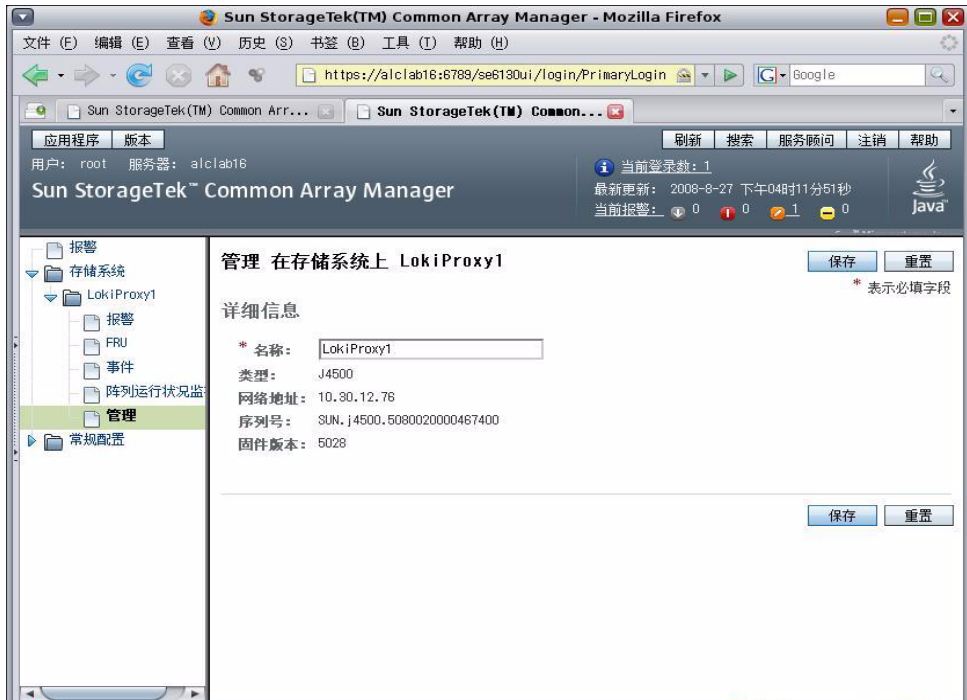 Sun StorageTek(TM) Common Array Manager - Mozilla Firefox
文件 (F) 编辑 (E) 查看 (V) 历史 (S) 书签 (B) 工具 (T) 帮助 (H)
https://alclab16:6789/se6130ui/login/PrimaryLogin
Google
Sun StorageTek(TM) Common Arr...
Sun StorageTek(TM) Common...
应用程序 版本
刷新 搜索 服务顾问 注销 帮助
用户: root 服务器: alclab16
当前登录数: 1
Sun StorageTek™ Common Array Manager
最新更新: 2008-8-27 下午04时11分51秒
当前报警: 0 0 1 0
Java
报警
存储系统
LokiProxy1
报警
FRU
事件
阵列运行状况监
管理
常规配置
管理 在存储系统上 LokiProxy1
保存 重置
* 表示必填字段
详细信息
* 名称: LokiProxy1
类型: J4500
网络地址: 10.30.12.76
序列号: SUN.j4500.5080020000467400
固件版本: 5028
保存 重置